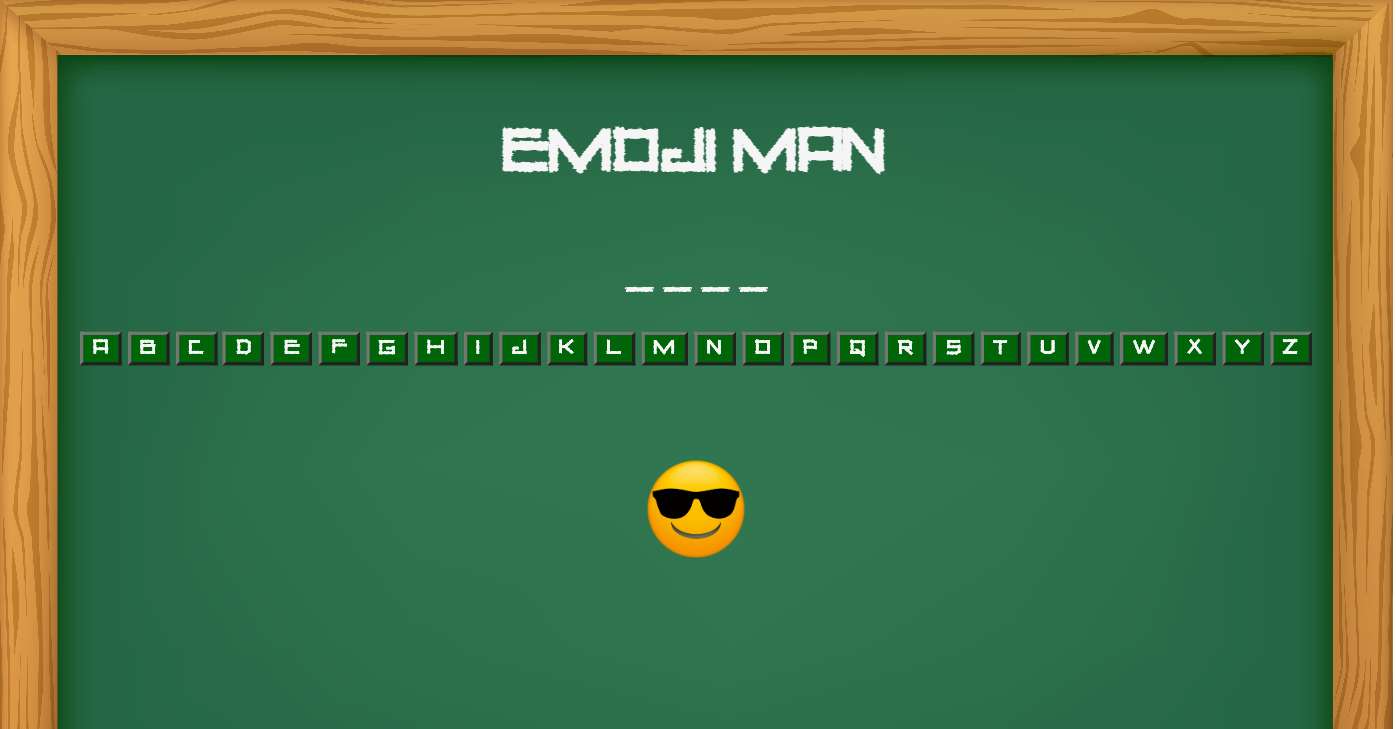 EMOJI MAN
_ _ _ _
A B C D E F G H I J K L M N O P Q R S T U V W X Y Z